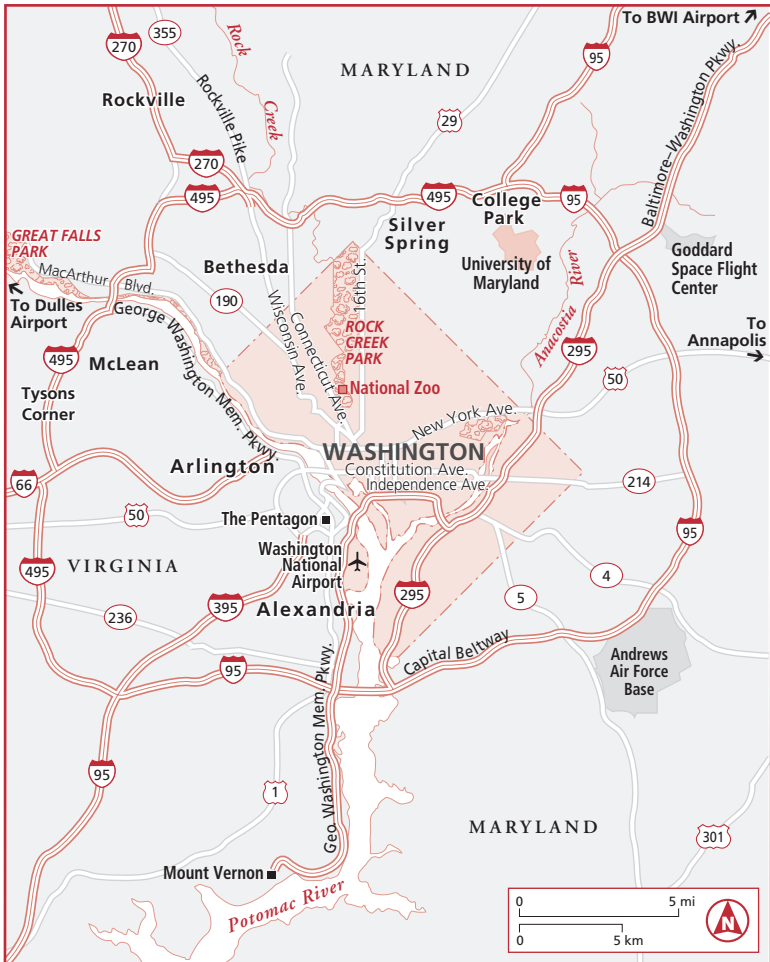 To BWI Airport
355
270
95
Rock
Creek
MARYLAND
Rockville
Rockville Pike
29
Baltimore–Washington Pkwy.
270
495
495
95
College
Park
Silver
Spring
GREAT FALLS
PARK
MacArthur Blvd.
Bethesda
190
16th St.
University of
Maryland
Anacostia River
Goddard
Space Flight
Center
To Dulles
Airport
George Washington Mem. Pkwy.
Wisconsin Ave.
Connecticut Ave.
ROCK
CREEK
PARK
295
To
Annapolis
495
McLean
50
Tysons
Corner
National Zoo
New York Ave.
WASHINGTON
Arlington
Constitution Ave.
Independence Ave.
66
214
50
The Pentagon
95
VIRGINIA
Washington
National
Airport
495
395
295
4
5
Alexandria
236
Capital Beltway
Andrews
Air Force
Base
95
Geo. Washington Mem. Pkwy.
95
1
MARYLAND
301
Mount Vernon
Potomac River
0
5 mi
0
5 km
N